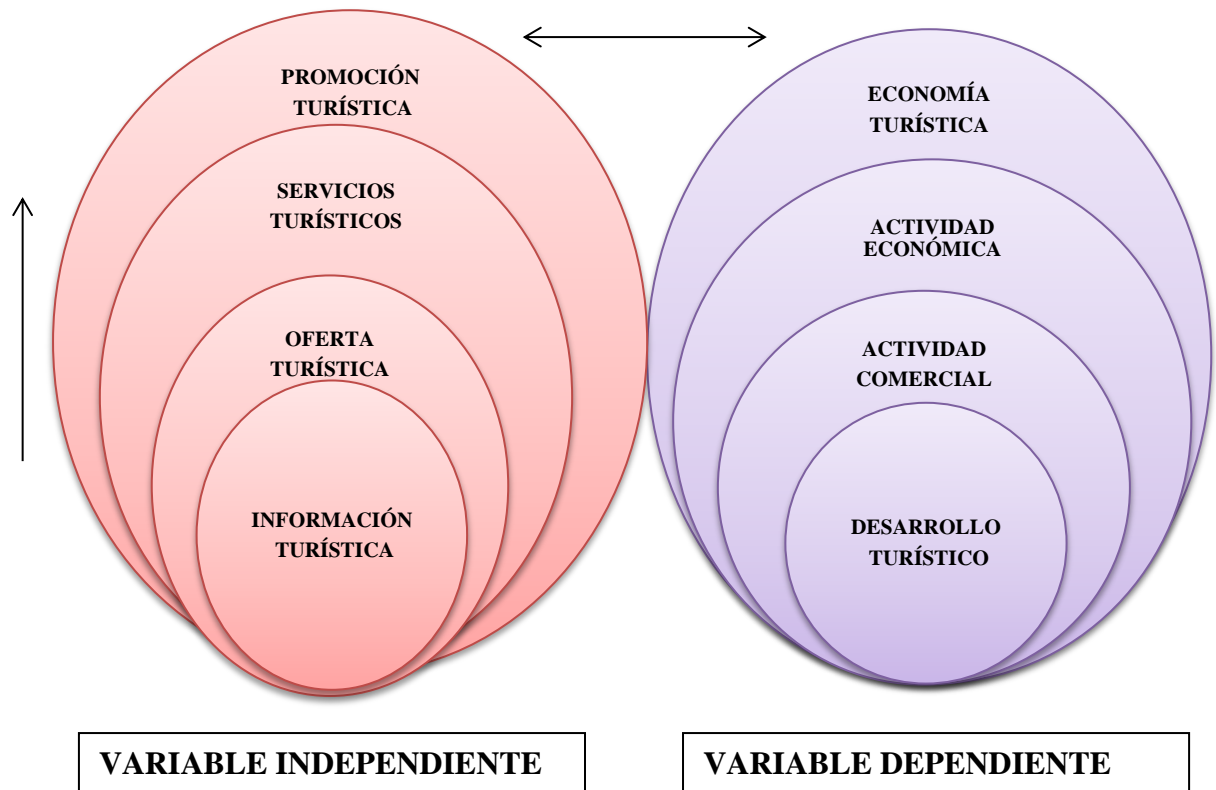 PROMOCIÓN
TURÍSTICA
SERVICIOS
TURÍSTICOS
OFERTA
TURÍSTICA
INFORMACIÓN
TURÍSTICA
ECONOMÍA
TURÍSTICA
ACTIVIDAD
ECONÓMICA
ACTIVIDAD
COMERCIAL
DESARROLLO
TURÍSTICO
VARIABLE INDEPENDIENTE
VARIABLE DEPENDIENTE